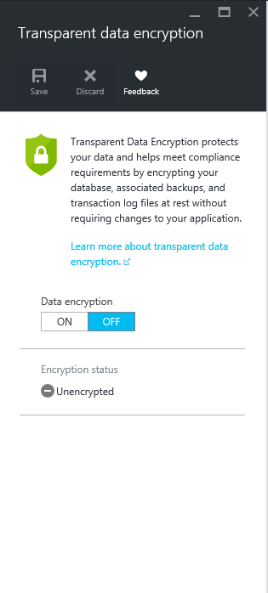 Transparent data encryption
Save Discard Feedback
Transparent Data Encryption protects
your data and helps meet compliance
requirements by encrypting your
database, associated backups, and
transaction log files at rest without
requiring changes to your application.
Learn more about transparent data
encryption.
Data encryption
ON OFF
Encryption status
Unencrypted